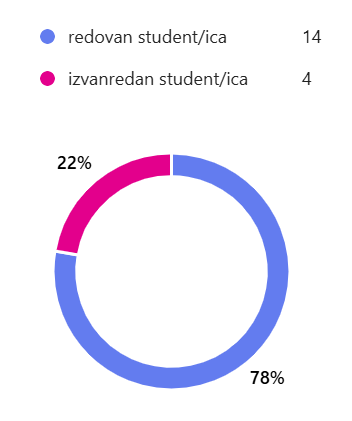 redovan student/ica 14
izvanredan student/ica 4
22%
78%